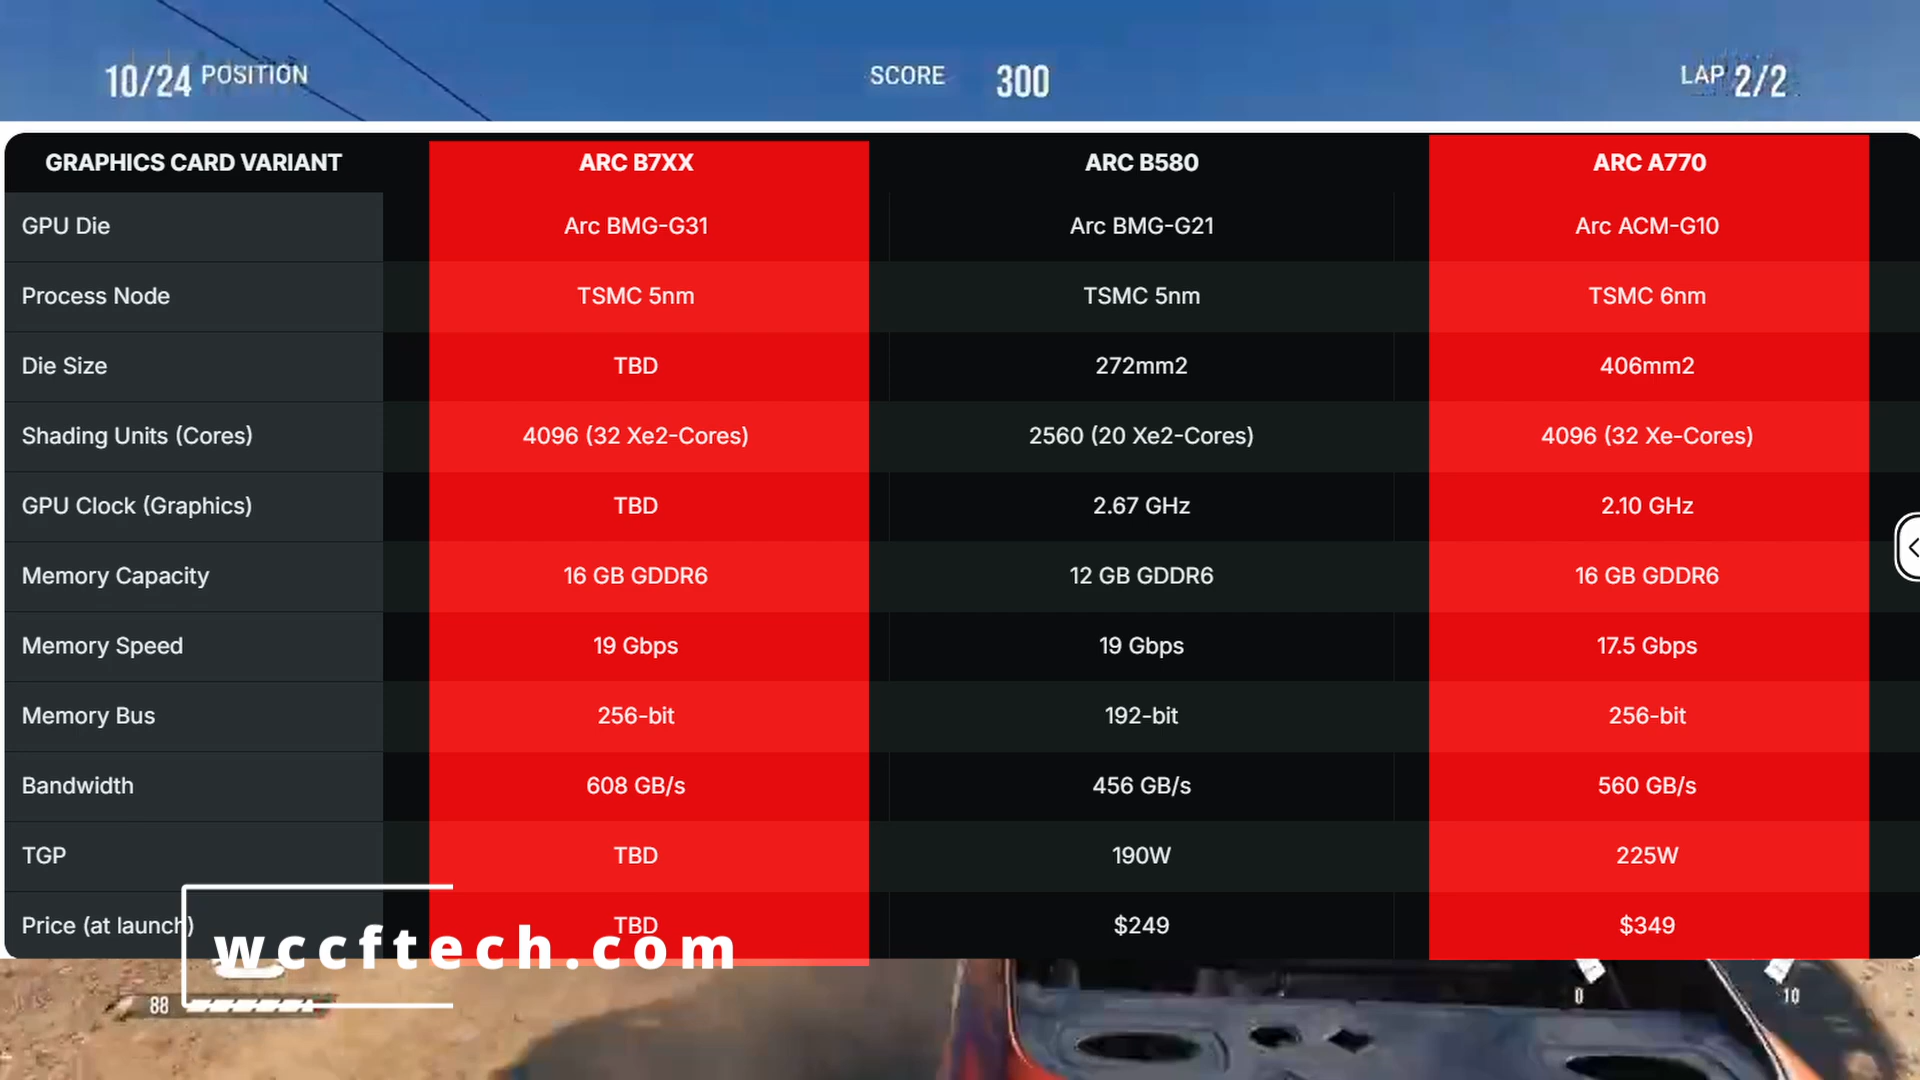 10/24 POSITION SCORE 300 LAP 2/2
GRAPHICS CARD VARIANT ARC B7XX ARC B580 ARC A770
GPU Die Arc BMG-G31 Arc BMG-G21 Arc ACM-G10
Process Node TSMC 5nm TSMC 5nm TSMC 6nm
Die Size TBD 272mm2 406mm2
Shading Units (Cores) 4096 (32 Xe2-Cores) 2560 (20 Xe2-Cores) 4096 (32 Xe-Cores)
GPU Clock (Graphics) TBD 2.67 GHz 2.10 GHz
Memory Capacity 16 GB GDDR6 12 GB GDDR6 16 GB GDDR6
Memory Speed 19 Gbps 19 Gbps 17.5 Gbps
Memory Bus 256-bit 192-bit 256-bit
Bandwidth 608 GB/s 456 GB/s 560 GB/s
TGP TBD 190W 225W
Price (at launch) TBD $249 $349
wccftech.com
88 0 10